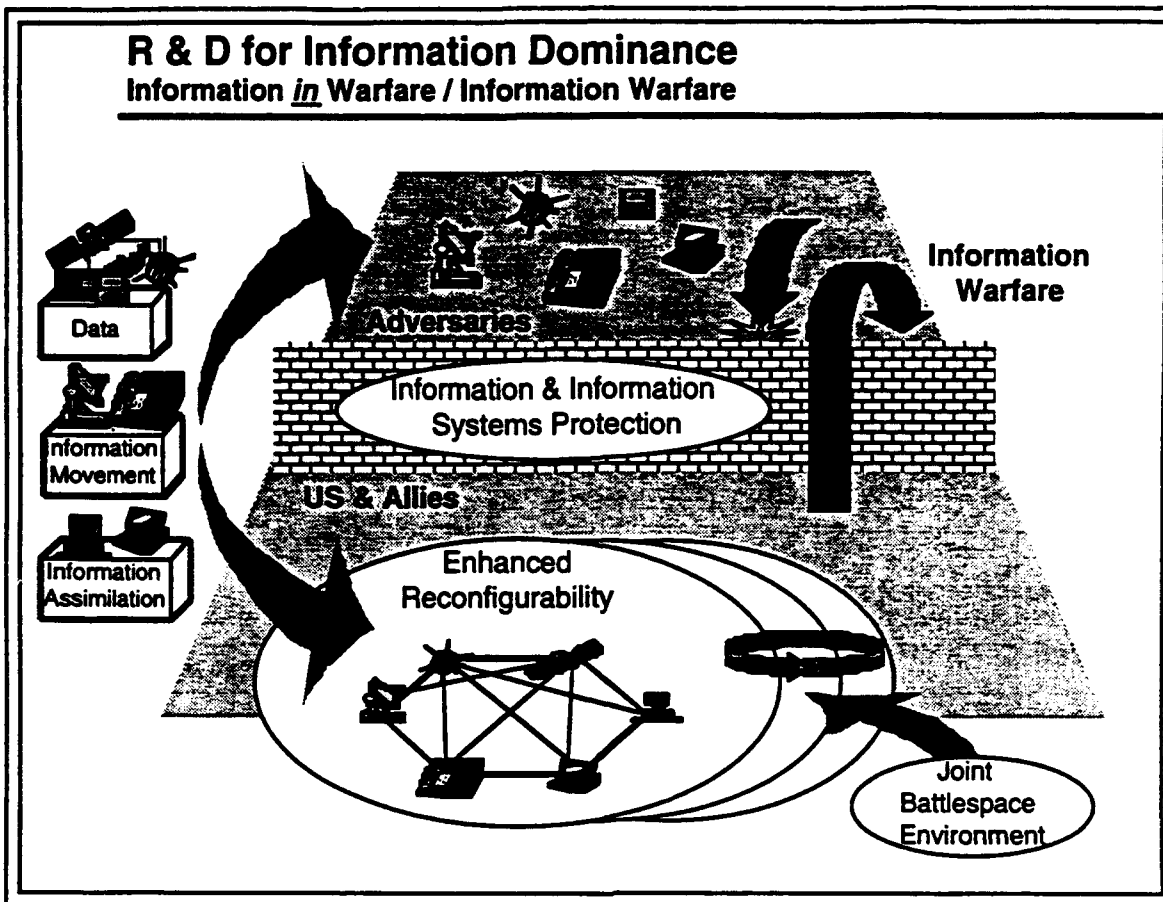 R & D for Information Dominance
Information in Warfare / Information Warfare
Data
Information
Movement
Information
Assimilation
Adversaries
Information
Warfare
Information & Information
Systems Protection
US & Allies
Enhanced
Reconfigurability
Joint
Battlespace
Environment